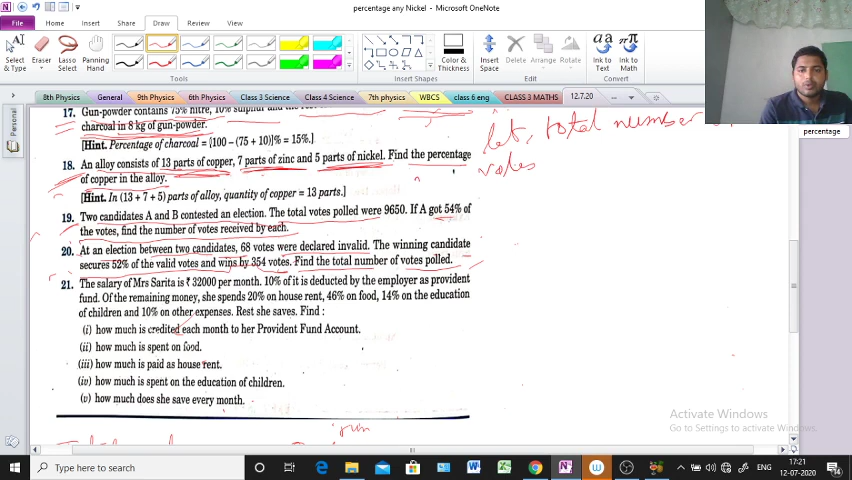 percentage any Nickel - Microsoft OneNote
File
Home
Insert
Draw
Review
View
Select & Type
Eraser
Lasso Select
Panning Hand
Tools
Color & Thickness
Insert Shapes
Insert Space
Delete
Arrange
Rotate
Edit
Ink to Text
Ink to Math
Convert
8th Physics
General
9th Physics
6th Physics
Class 3 Science
Class 4 Science
7th physics
WBCS
class 6 eng
CLASS 3 MATHS
12.7.20
Personal
percentage
17. Gun-powder contains 75% nitre, 10% sulphur and the
charcoal in 8 kg of gun-powder.
[Hint. Percentage of charcoal = {100 – (75 + 10)}% = 15%.]
18. An alloy consists of 13 parts of copper, 7 parts of zinc and 5 parts of nickel. Find the percentage
of copper in the alloy.
[Hint. In (13 + 7 + 5) parts of alloy, quantity of copper = 13 parts.]
19. Two candidates A and B contested an election. The total votes polled were 9650. If A got 54% of
the votes, find the number of votes received by each.
20. At an election between two candidates, 68 votes were declared invalid. The winning candidate
secures 52% of the valid votes and wins by 354 votes. Find the total number of votes polled.
21. The salary of Mrs Sarita is ₹ 32000 per month. 10% of it is deducted by the employer as provident
fund. Of the remaining money, she spends 20% on house rent, 46% on food, 14% on the education
of children and 10% on other expenses. Rest she saves. Find :
(i) how much is credited each month to her Provident Fund Account.
(ii) how much is spent on food.
(iii) how much is paid as house rent.
(iv) how much is spent on the education of children.
(v) how much does she save every month.
let, total number
votes
Activate Windows
Go to Settings to activate Windows.
Type here to search
ENG
17:21
12-07-2020